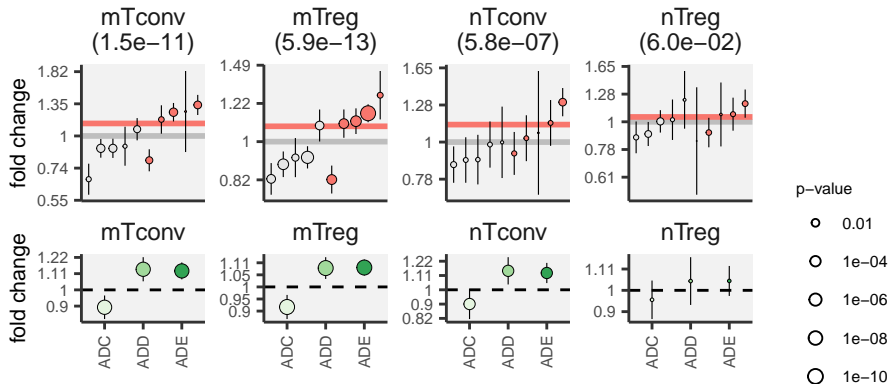 mTconv
(1.5e−11)
mTreg
(5.9e−13)
nTconv
(5.8e−07)
nTreg
(6.0e−02)
fold change
1.82
1.35
1
0.74
0.55
1.49
1.22
1
0.82
1.65
1.28
1
0.78
1.65
1.28
1
0.78
0.61
mTconv
mTreg
nTconv
nTreg
fold change
1.22
1.11
1
0.9
1.11
1.05
1
0.95
0.9
1.22
1.11
1
0.9
0.82
1.11
1
0.9
ADC
ADD
ADE
ADC
ADD
ADE
ADC
ADD
ADE
ADC
ADD
ADE
p−value
0.01
1e−04
1e−06
1e−08
1e−10